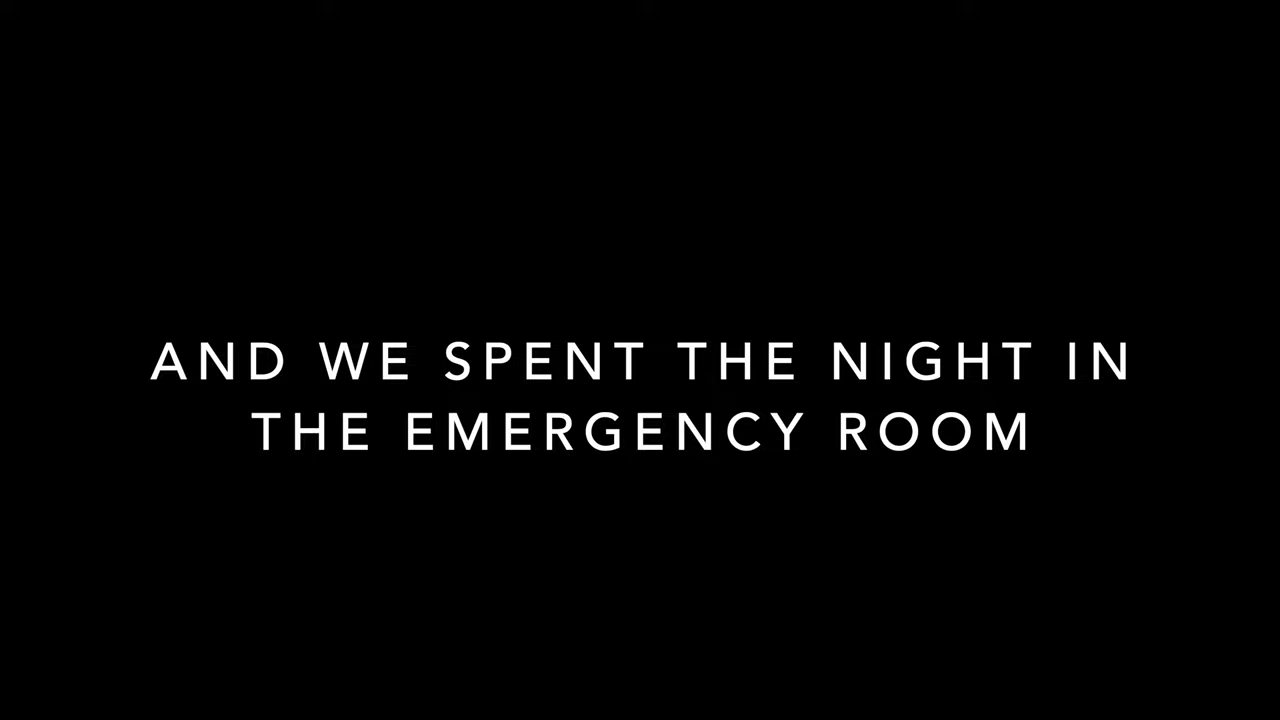 AND WE SPENT THE NIGHT IN
THE EMERGENCY ROOM